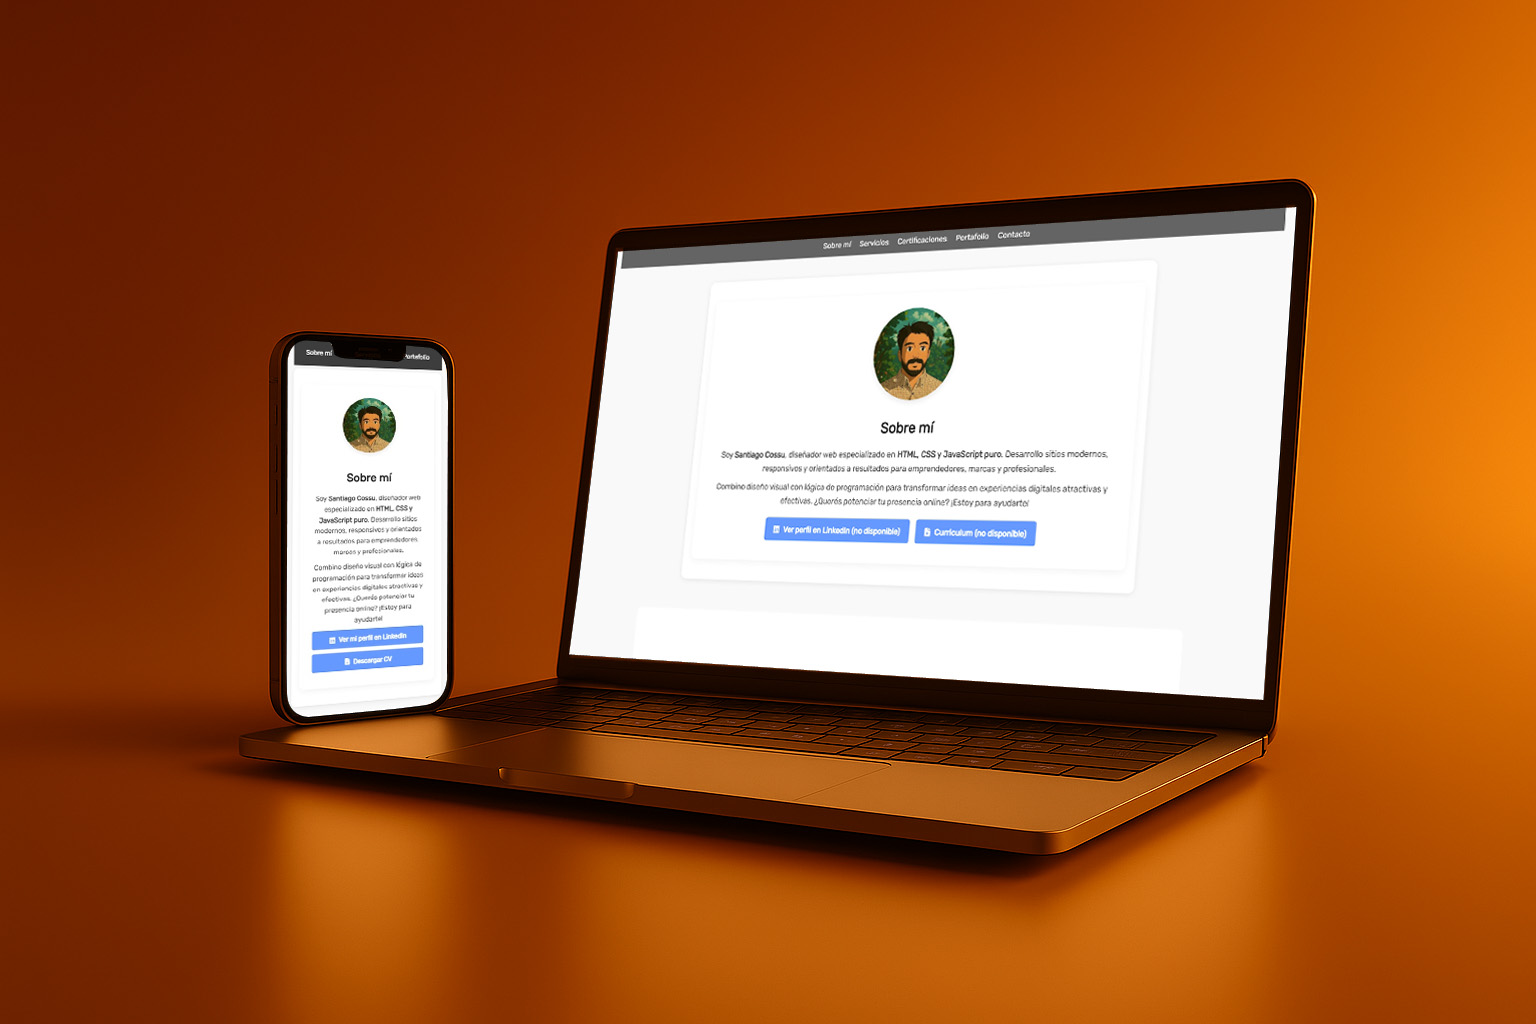 Sobre mí
Portafolio
Sobre mí
Soy Santiago Cossu, diseñador web
especializado en HTML, CSS y
JavaScript puro. Desarrollo sitios
modernos, responsivos y orientados
a resultados para emprendedores,
marcas y profesionales.
Combino diseño visual con lógica de
programación para transformar ideas
en experiencias digitales atractivas y
efectivas. ¿Querés potenciar tu
presencia online? ¡Estoy para
ayudarte!
Ver mi perfil en LinkedIn
Descargar CV
Sobre mí Servicios Certificaciones Portafolio Contacto
Sobre mí
Soy Santiago Cossu, diseñador web especializado en HTML, CSS y JavaScript puro. Desarrollo sitios modernos,
responsivos y orientados a resultados para emprendedores, marcas y profesionales.
Combino diseño visual con lógica de programación para transformar ideas en experiencias digitales atractivas y
efectivas. ¿Querés potenciar tu presencia online? ¡Estoy para ayudarte!
Ver perfil en LinkedIn (no disponible)
Curriculum (no disponible)